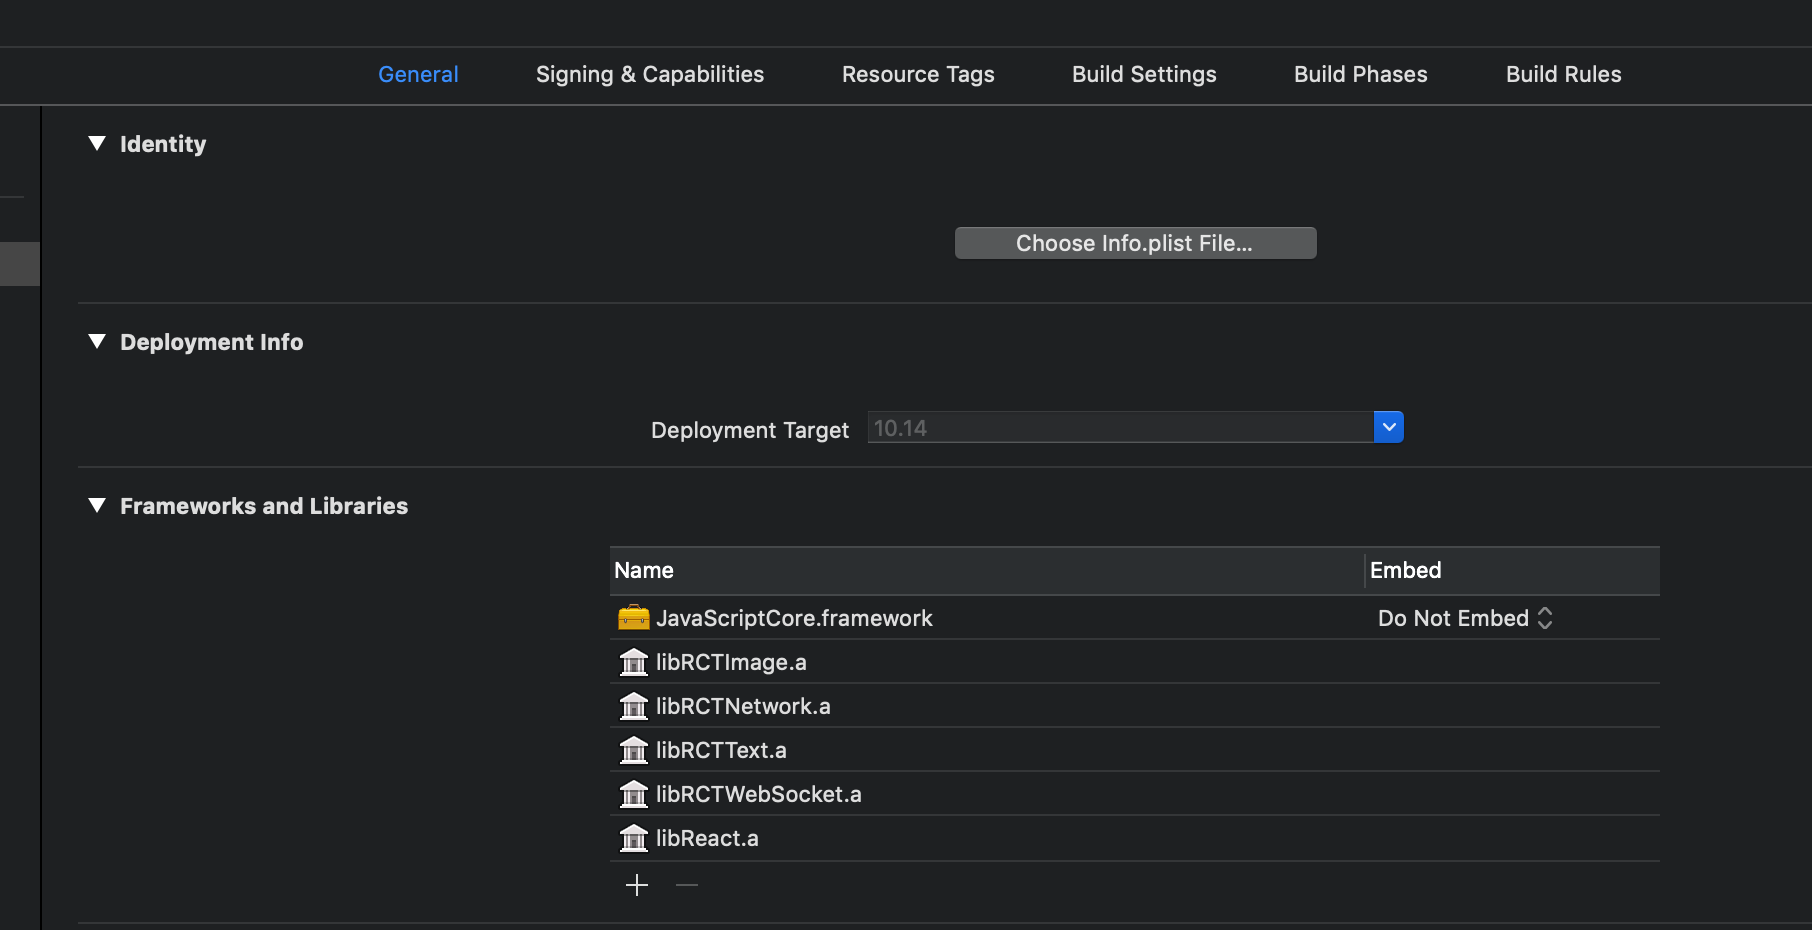 General Signing & Capabilities Resource Tags Build Settings Build Phases Build Rules
Identity
Choose Info.plist File...
Deployment Info
Deployment Target 10.14
Frameworks and Libraries
Name Embed
JavaScriptCore.framework Do Not Embed
libRCTImage.a
libRCTNetwork.a
libRCTText.a
libRCTWebSocket.a
libReact.a